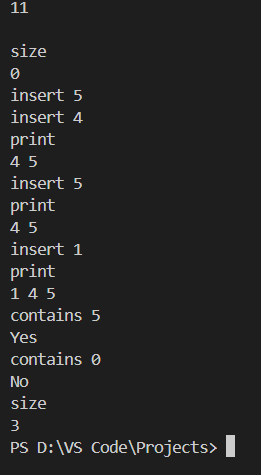 11
size
0
insert 5
insert 4
print
4 5
insert 5
print
4 5
insert 1
print
1 4 5
contains 5
Yes
contains 0
No
size
3
PS D:\VS Code\Projects>